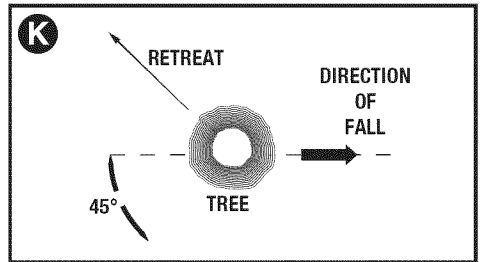 K
RETREAT
DIRECTION
OF
FALL
45°
TREE